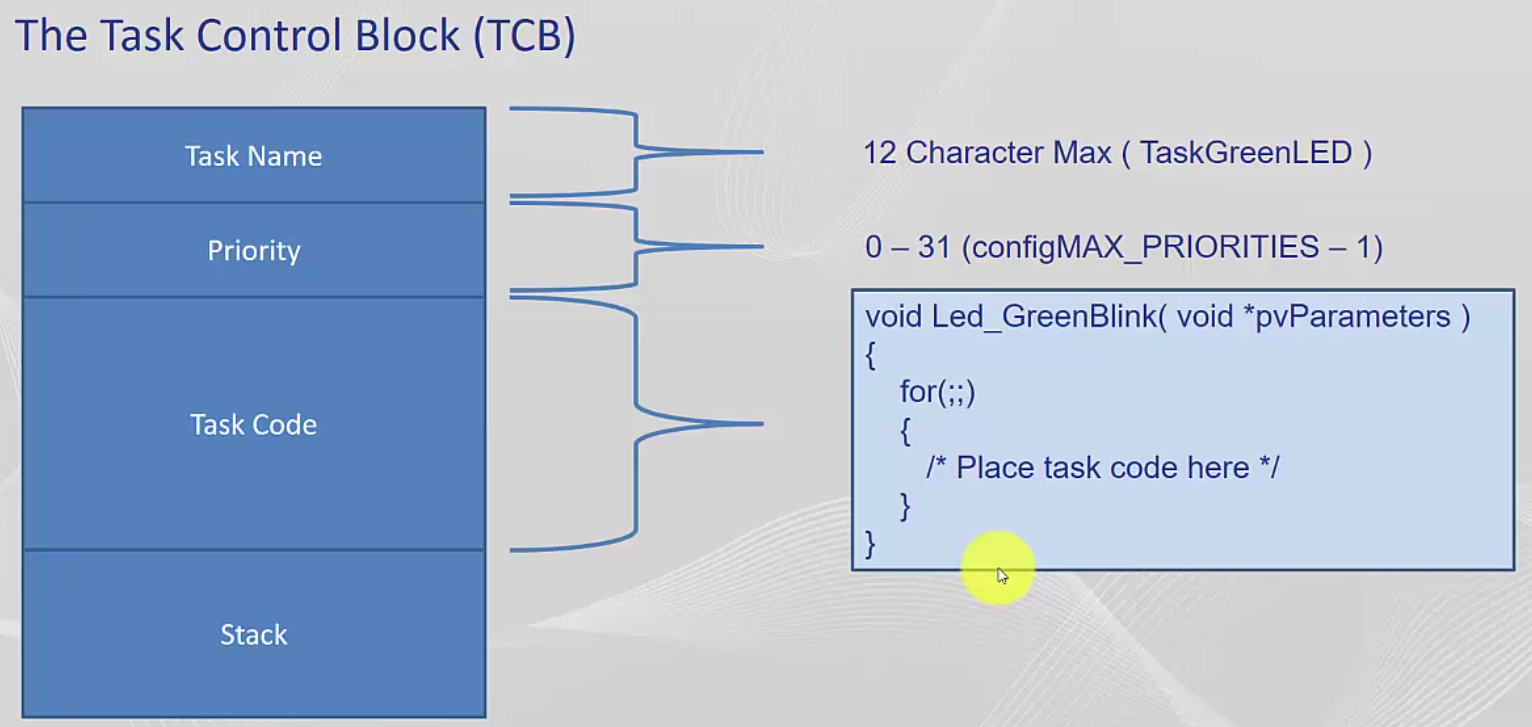 The Task Control Block (TCB)
Task Name
12 Character Max ( TaskGreenLED )
Priority
0 – 31 (configMAX_PRIORITIES – 1)
Task Code
void Led_GreenBlink( void *pvParameters )
{
for(;;)
{
/* Place task code here */
}
}
Stack